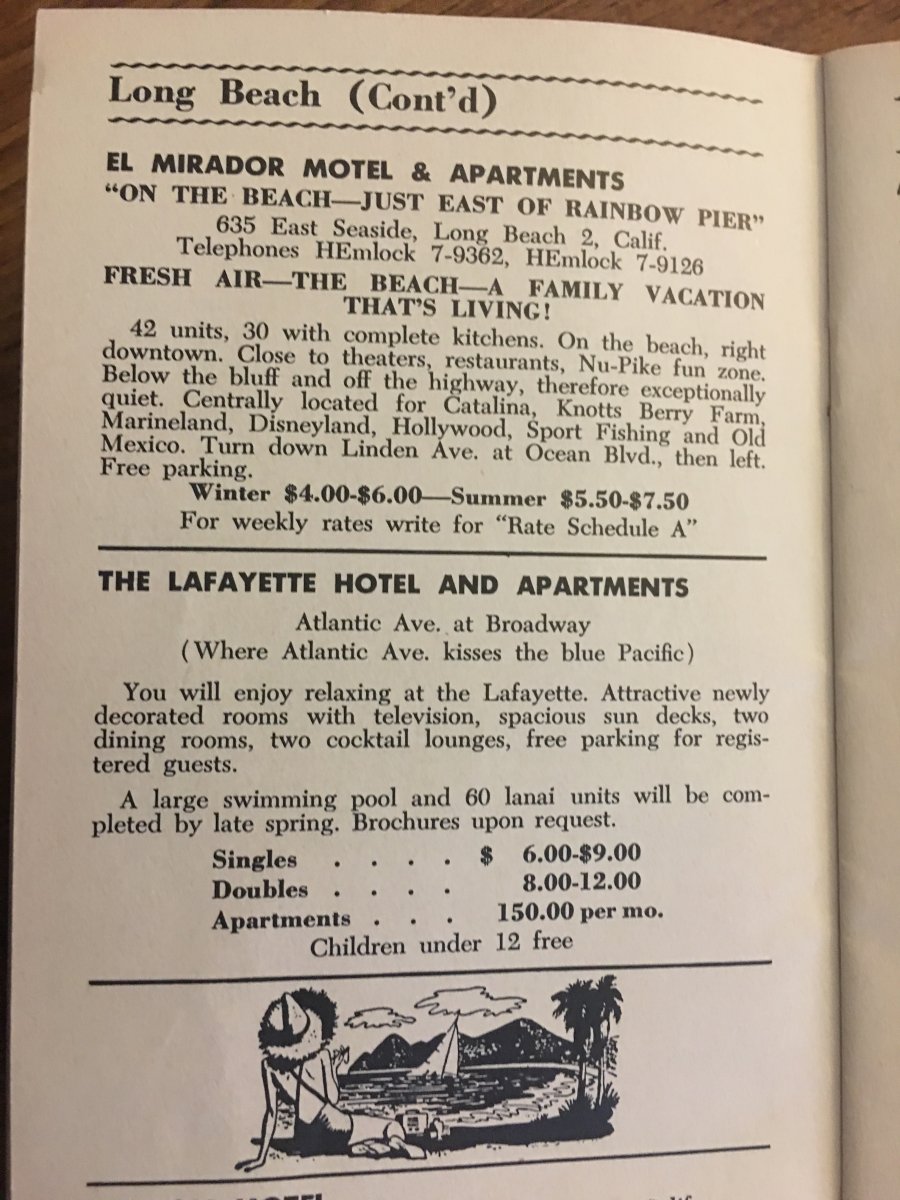 Long Beach (Cont'd)
EL MIRADOR MOTEL & APARTMENTS
"ON THE BEACH—JUST EAST OF RAINBOW PIER"
635 East Seaside, Long Beach 2, Calif.
Telephones HEmlock 7-9362, HEmlock 7-9126
FRESH AIR—THE BEACH—A FAMILY VACATION
THAT'S LIVING!
42 units, 30 with complete kitchens. On the beach, right
downtown. Close to theaters, restaurants, Nu-Pike fun zone.
Below the bluff and off the highway, therefore exceptionally
quiet. Centrally located for Catalina, Knotts Berry Farm,
Marineland, Disneyland, Hollywood, Sport Fishing and Old
Mexico. Turn down Linden Ave. at Ocean Blvd., then left.
Free parking.
Winter $4.00-$6.00—Summer $5.50-$7.50
For weekly rates write for "Rate Schedule A"
THE LAFAYETTE HOTEL AND APARTMENTS
Atlantic Ave. at Broadway
(Where Atlantic Ave. kisses the blue Pacific)
You will enjoy relaxing at the Lafayette. Attractive newly
decorated rooms with television, spacious sun decks, two
dining rooms, two cocktail lounges, free parking for regis-
tered guests.
A large swimming pool and 60 lanai units will be com-
pleted by late spring. Brochures upon request.
Singles . . . . $ 6.00-$9.00
Doubles . . . . 8.00-12.00
Apartments . . . 150.00 per mo.
Children under 12 free